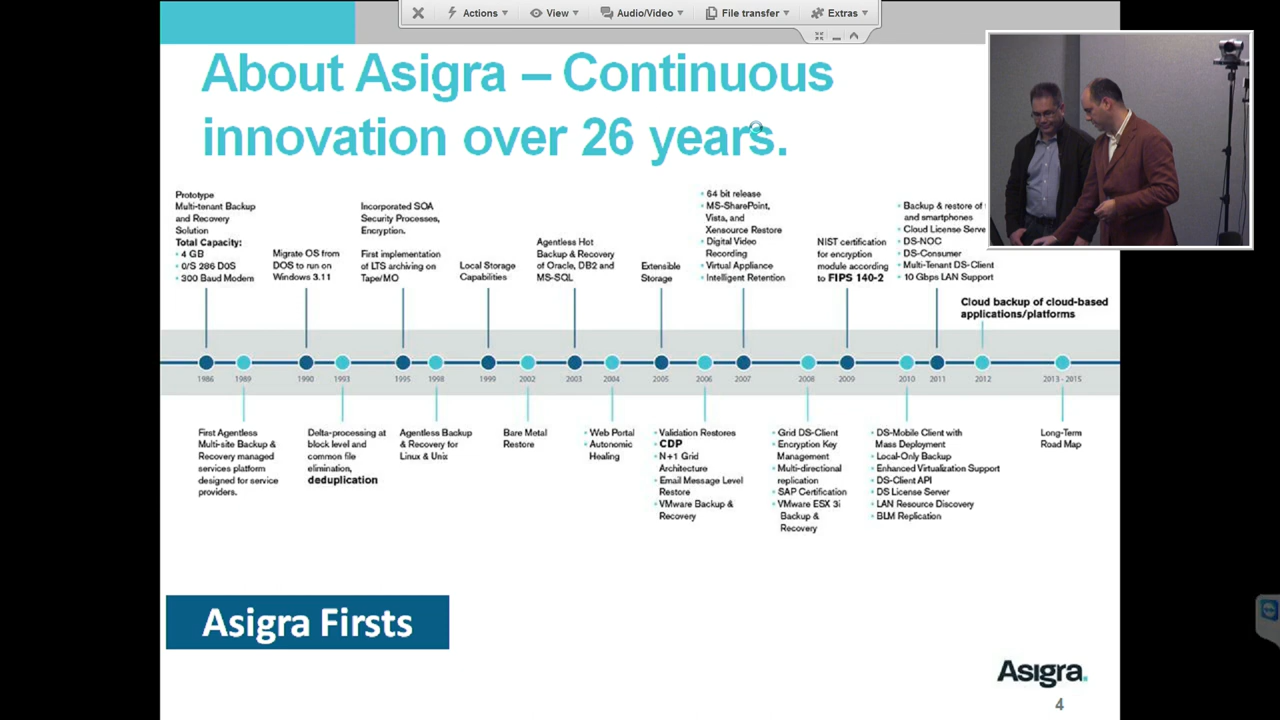 Actions
View
Audio/Video
File transfer
Extras
About Asigra – Continuous
innovation over 26 years.
Prototype
Multi-tenant Backup
and Recovery
Solution
Total Capacity:
• 4 GB
• 0/S 286 D0S
• 300 Baud Modem
Migrate OS from
DOS to run on
Windows 3.11
Incorporated SOA
Security Processes,
Encryption.
First implementation
of LTS archiving on
Tape/MO
Local Storage
Capabilities
Agentless Hot
Backup & Recovery
of Oracle, DB2 and
MS-SQL
Extensible
Storage
• 64 bit release
• MS-SharePoint,
Vista, and
Xensource Restore
• Digital Video
Recording
• Virtual Appliance
• Intelligent Retention
NIST certification
for encryption
module according
to FIPS 140-2
• Backup & restore of
and smartphones
• Cloud License Serve
• DS-NOC
• DS-Consumer
• Multi-Tenant DS-Client
• 10 Gbps LAN Support
Cloud backup of cloud-based
applications/platforms
1986 1989 1990 1993 1995 1998 1999 2002 2003 2004 2005 2006 2007 2008 2009 2010 2011 2012 2013 - 2015
First Agentless
Multi-site Backup &
Recovery managed
services platform
designed for service
providers.
Delta-processing at
block level and
common file
elimination,
deduplication
Agentless Backup
& Recovery for
Linux & Unix
Bare Metal
Restore
• Web Portal
• Autonomic
Healing
• Validation Restores
• CDP
• N+1 Grid
Architecture
• Email Message Level
Restore
• VMware Backup &
Recovery
• Grid DS-Client
• Encryption Key
Management
• Multi-directional
replication
• SAP Certification
• VMware ESX 3i
Backup &
Recovery
• DS-Mobile Client with
Mass Deployment
• Local-Only Backup
• Enhanced Virtualization Support
• DS-Client API
• DS License Server
• LAN Resource Discovery
• BLM Replication
Long-Term
Road Map
Asigra Firsts
Asigra.
4